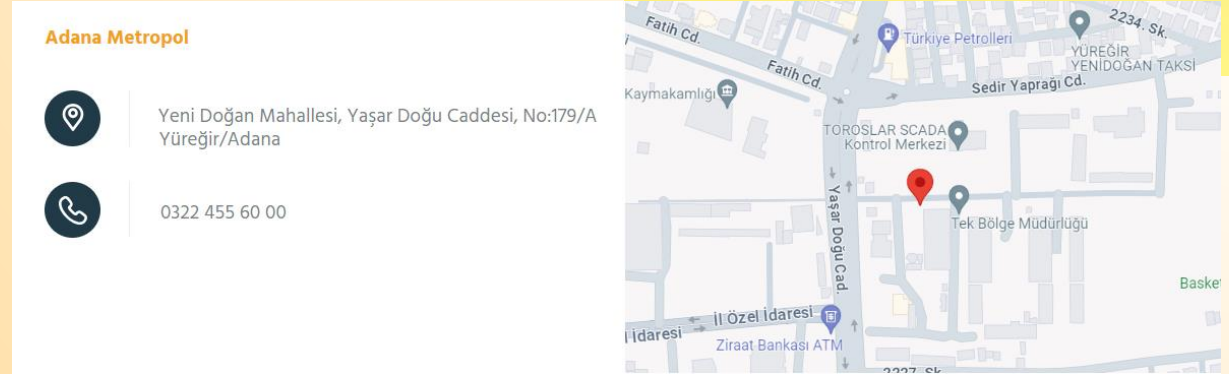 Adana Metropol
Yeni Doğan Mahallesi, Yaşar Doğu Caddesi, No:179/A
Yüreğir/Adana
0322 455 60 00
Fatih Cd.
Fatih Cd.
Türkiye Petrolleri
2234. Sk.
YÜREĞİR
YENİDOĞAN TAKSİ
Sedir Yaprağı Cd.
Kaymakamlığı
TOROSLAR SCADA
Kontrol Merkezi
Yaşar Doğu Cad.
Tek Bölge Müdürlüğü
Basket
İl Özel İdaresi
İdaresi
Ziraat Bankası ATM
2227. Sk.